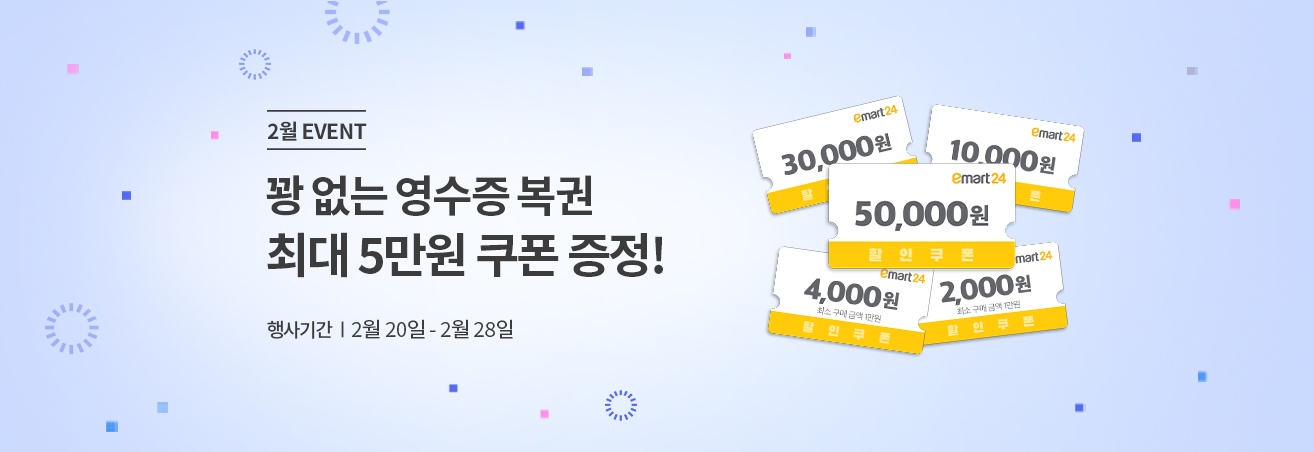 2월 EVENT
꽝 없는 영수증 복권
최대 5만원 쿠폰 증정!
행사기간 | 2월 20일 - 2월 28일
emart24
30,000원
할
emart24
10,000원
폰
emart24
50,000원
할 인 쿠 폰
emart24
4,000원
최소 구매 금액 1만원
할 인 쿠 폰
mart24
2,000원
최소 구매 금액 1만원
할 인 쿠 폰